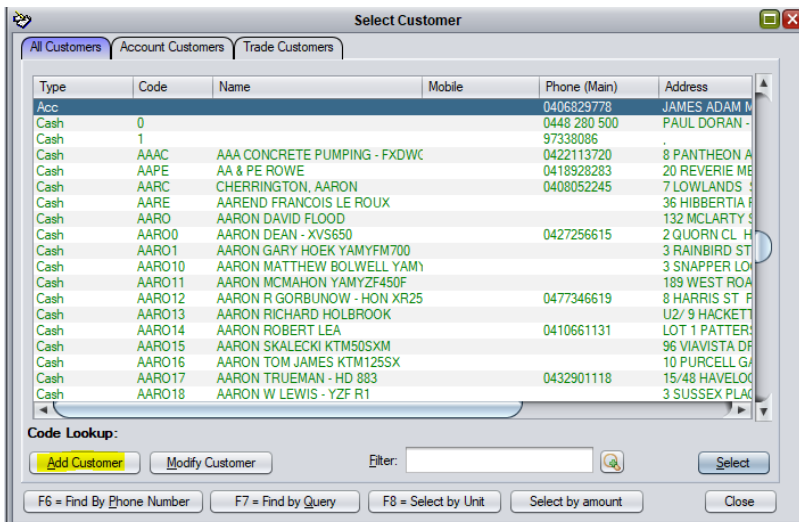 Select Customer
All Customers Account Customers Trade Customers
Type Code Name Mobile Phone (Main) Address
Acc 0406829778 JAMES ADAM M
Cash 0 0448 280 500 PAUL DORAN -
Cash 1 97338086 .
Cash AAAC AAA CONCRETE PUMPING - FXDWC 0422113720 8 PANTHEON A
Cash AAPE AA & PE ROWE 0418928283 20 REVERIE ME
Cash AARC CHERRINGTON, AARON 0408052245 7 LOWLANDS S
Cash AARE AAREND FRANCOIS LE ROUX 36 HIBBERTIA
Cash AARO AARON DAVID FLOOD 132 MCLARTY S
Cash AARO0 AARON DEAN - XVS650 0427256615 2 QUORN CL H
Cash AARO1 AARON GARY HOEK YAMYFM700 3 RAINBIRD ST
Cash AARO10 AARON MATTHEW BOLWELL YAMY 3 SNAPPER LO
Cash AARO11 AARON MCMAHON YAMYZF450F 189 WEST ROA
Cash AARO12 AARON R GORBUNOW - HON XR25 0477346619 8 HARRIS ST
Cash AARO13 AARON RICHARD HOLBROOK U2/ 9 HACKETT
Cash AARO14 AARON ROBERT LEA 0410661131 LOT 1 PATTER
Cash AARO15 AARON SKALECKI KTM50SXM 96 VIAVISTA DR
Cash AARO16 AARON TOM JAMES KTM125SX 10 PURCELL GA
Cash AARO17 AARON TRUEMAN - HD 883 0432901118 15/48 HAVELOC
Cash AARO18 AARON W LEWIS - YZF R1 3 SUSSEX PLAC
Code Lookup:
Add Customer Modify Customer Filter: Select
F6 = Find By Phone Number F7 = Find by Query F8 = Select by Unit Select by amount Close